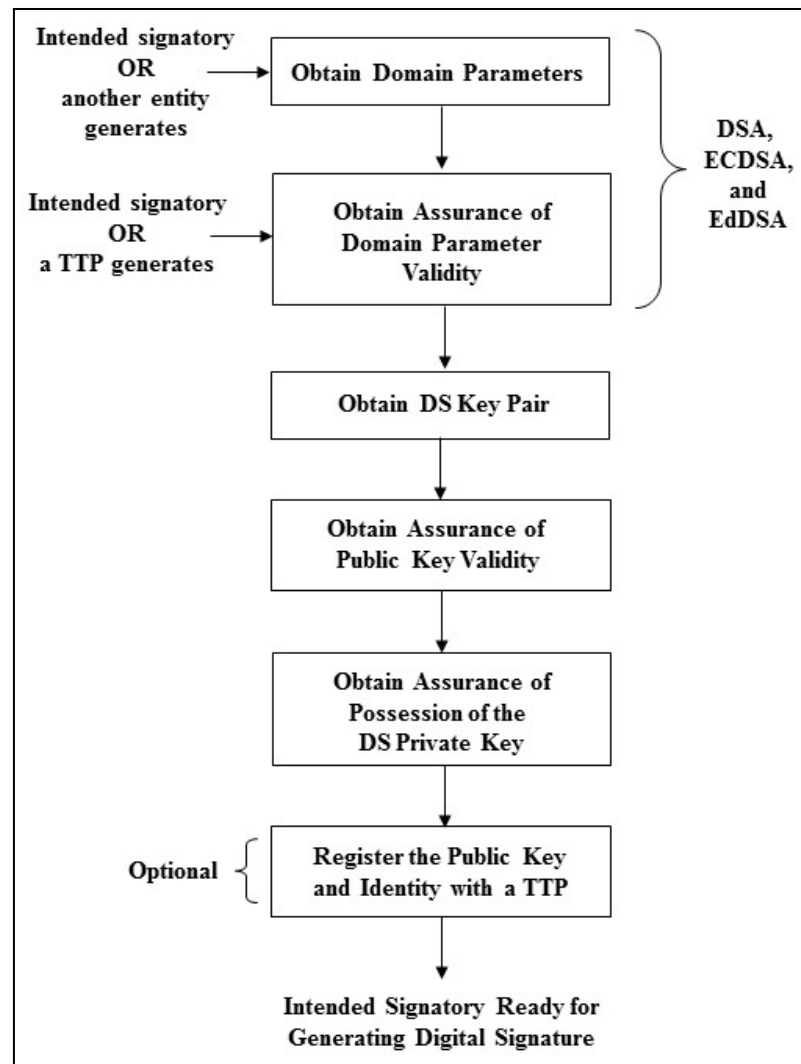 Intended signatory
OR
another entity
generates
Obtain Domain Parameters
DSA,
ECDSA,
and
EdDSA
Intended signatory
OR
a TTP generates
Obtain Assurance of
Domain Parameter
Validity
Obtain DS Key Pair
Obtain Assurance of
Public Key Validity
Obtain Assurance of
Possession of the
DS Private Key
Optional
Register the Public Key
and Identity with a TTP
Intended Signatory Ready for
Generating Digital Signature